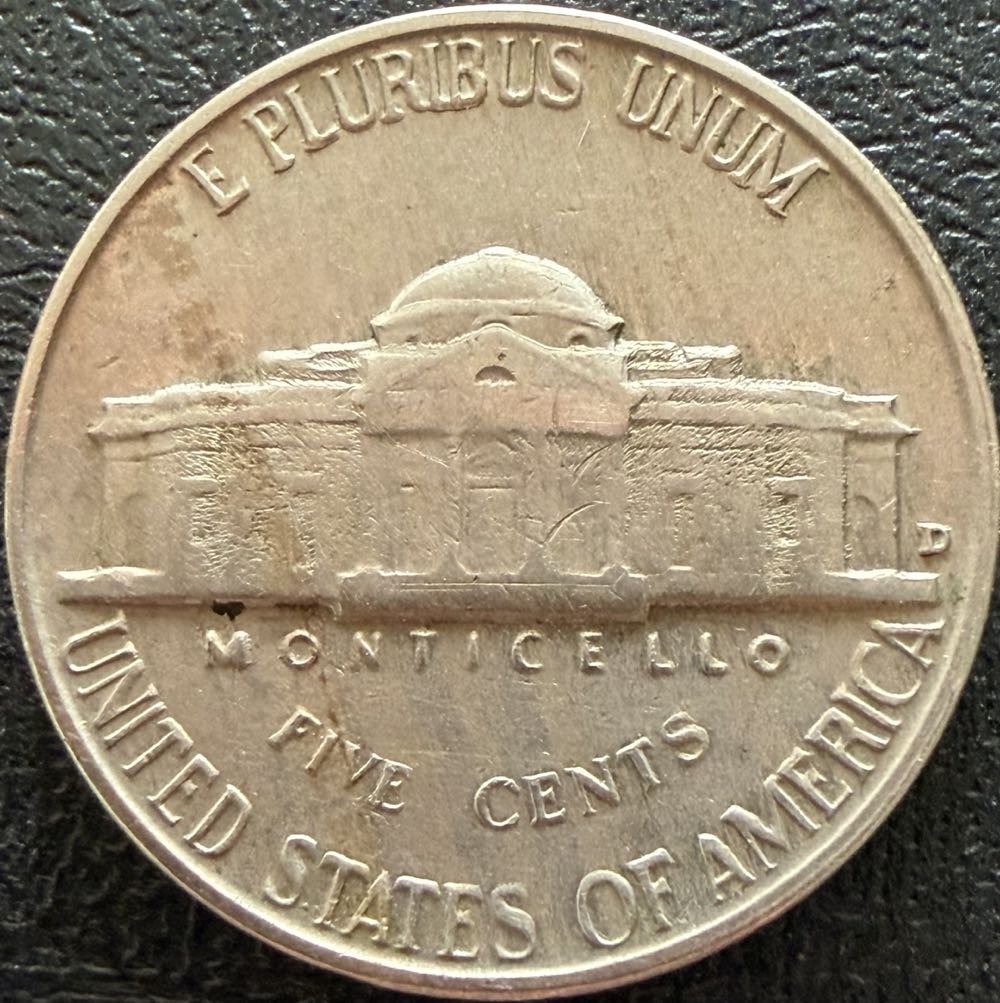 E PLURIBUS UNUM
D
MONTICELLO
FIVE CENTS
UNITED STATES OF AMERICA